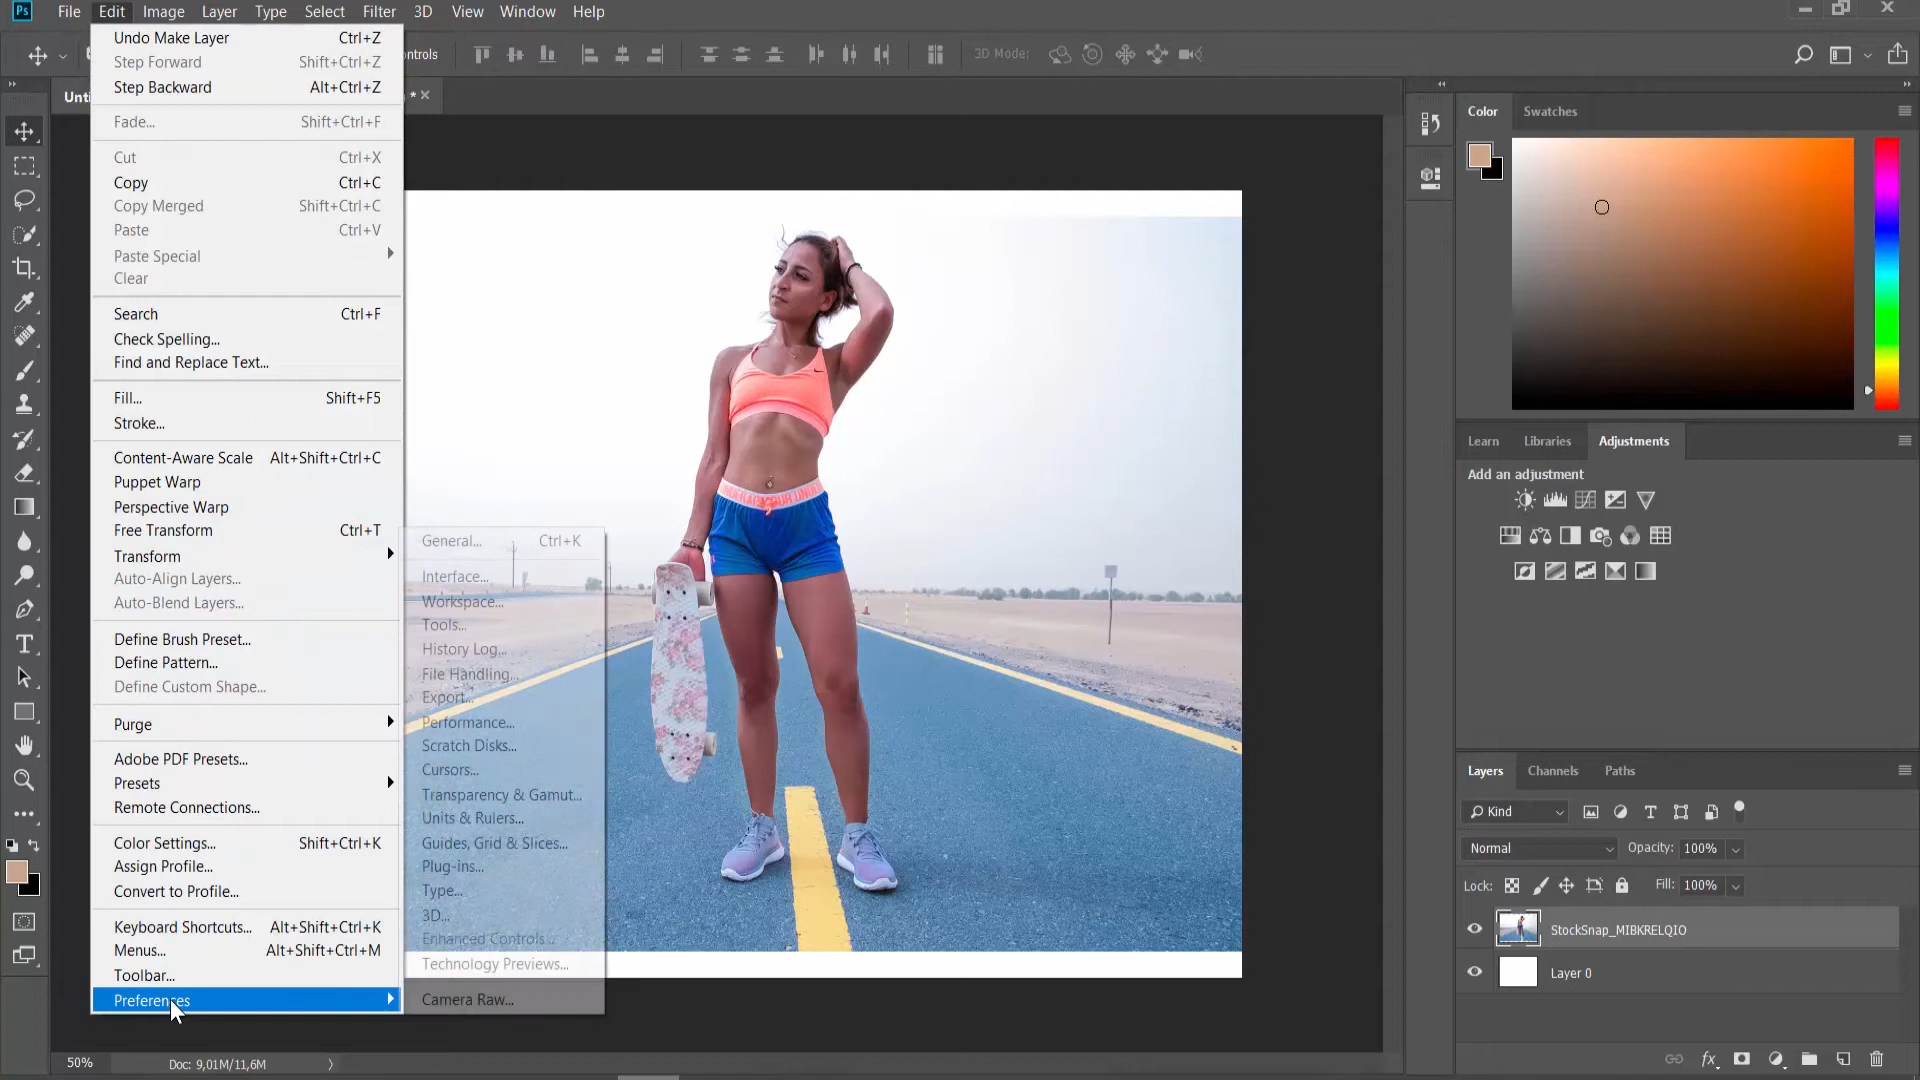 Ps File Edit Image Layer Type Select Filter 3D View Window Help
3D Mode:
* ×
Undo Make Layer Ctrl+Z
Step Forward Shift+Ctrl+Z
Step Backward Alt+Ctrl+Z
Fade... Shift+Ctrl+F
Cut Ctrl+X
Copy Ctrl+C
Copy Merged Shift+Ctrl+C
Paste Ctrl+V
Paste Special
Clear
Search Ctrl+F
Check Spelling...
Find and Replace Text...
Fill... Shift+F5
Stroke...
Content-Aware Scale Alt+Shift+Ctrl+C
Puppet Warp
Perspective Warp
Free Transform Ctrl+T
Transform
Auto-Align Layers...
Auto-Blend Layers...
Define Brush Preset...
Define Pattern...
Define Custom Shape...
Purge
Adobe PDF Presets...
Presets
Remote Connections...
Color Settings... Shift+Ctrl+K
Assign Profile...
Convert to Profile...
Keyboard Shortcuts... Alt+Shift+Ctrl+K
Menus... Alt+Shift+Ctrl+M
Toolbar...
Preferences
General... Ctrl+K
Interface...
Workspace...
Tools...
History Log...
File Handling...
Export...
Performance...
Scratch Disks...
Cursors...
Transparency & Gamut...
Units & Rulers...
Guides, Grid & Slices...
Plug-ins...
Type...
3D...
Enhanced Controls...
Technology Previews...
Camera Raw...
50% Doc: 9,01M/11,6M
Color Swatches
Learn Libraries Adjustments
Add an adjustment
Layers Channels Paths
Kind
Normal Opacity: 100%
Lock: Fill: 100%
StockSnap_MIBKRELQIO
Layer 0